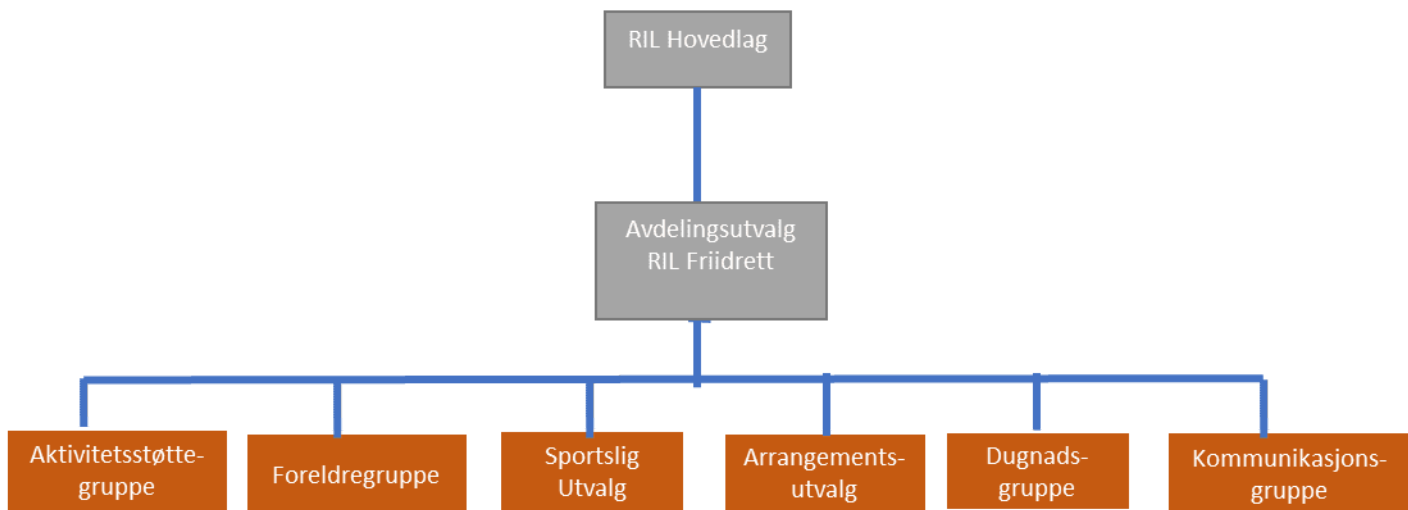 RIL Hovedlag
Avdelingsutvalg
RIL Friidrett
Aktivitetsstøtte-
gruppe
Foreldregruppe
Sportslig
Utvalg
Arrangements-
utvalg
Dugnads-
gruppe
Kommunikasjons-
gruppe